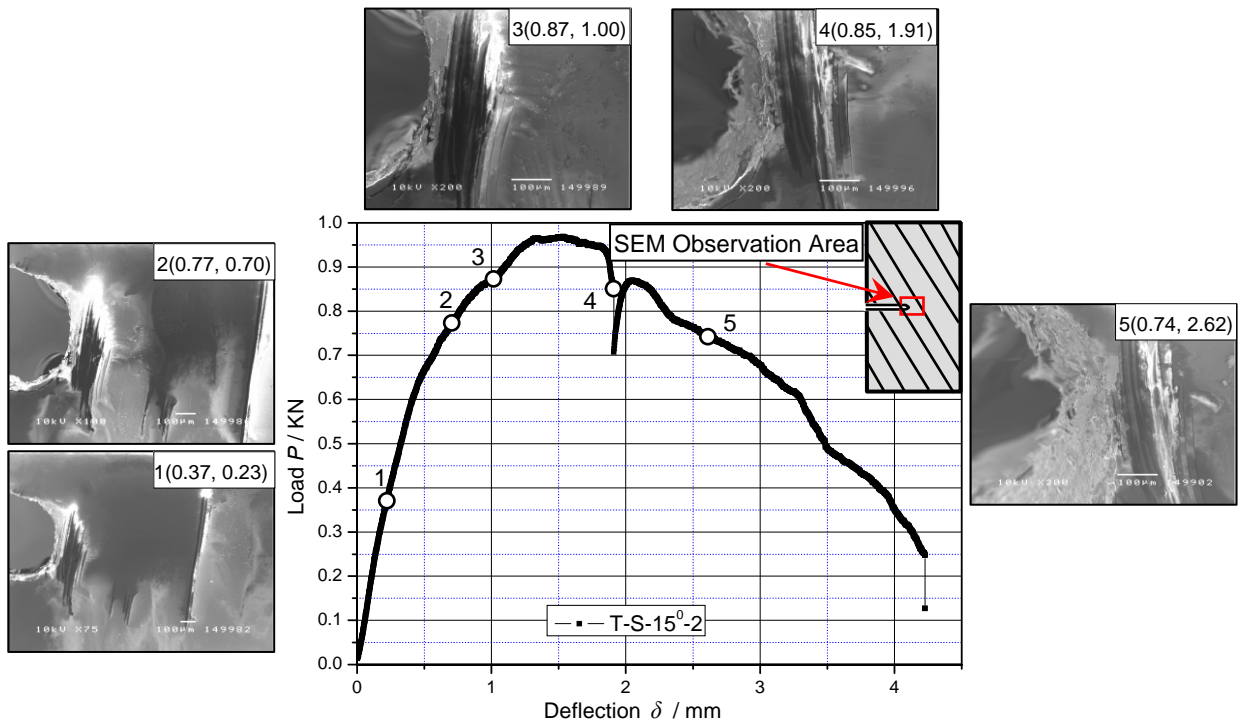 3(0.87, 1.00)
10kV X200 100μm 149989
4(0.85, 1.91)
10kV X200 100μm 149996
2(0.77, 0.70)
10kV X100 100μm
1(0.37, 0.23)
10kV X75 100μm 149982
5(0.74, 2.62)
10kV X200 100μm 149902
SEM Observation Area
1.0
0.9
0.8
0.7
0.6
0.5
0.4
0.3
0.2
0.1
0.0
Load P / KN
1
2
3
4
5
T-S-15⁰-2
0 1 2 3 4
Deflection δ / mm